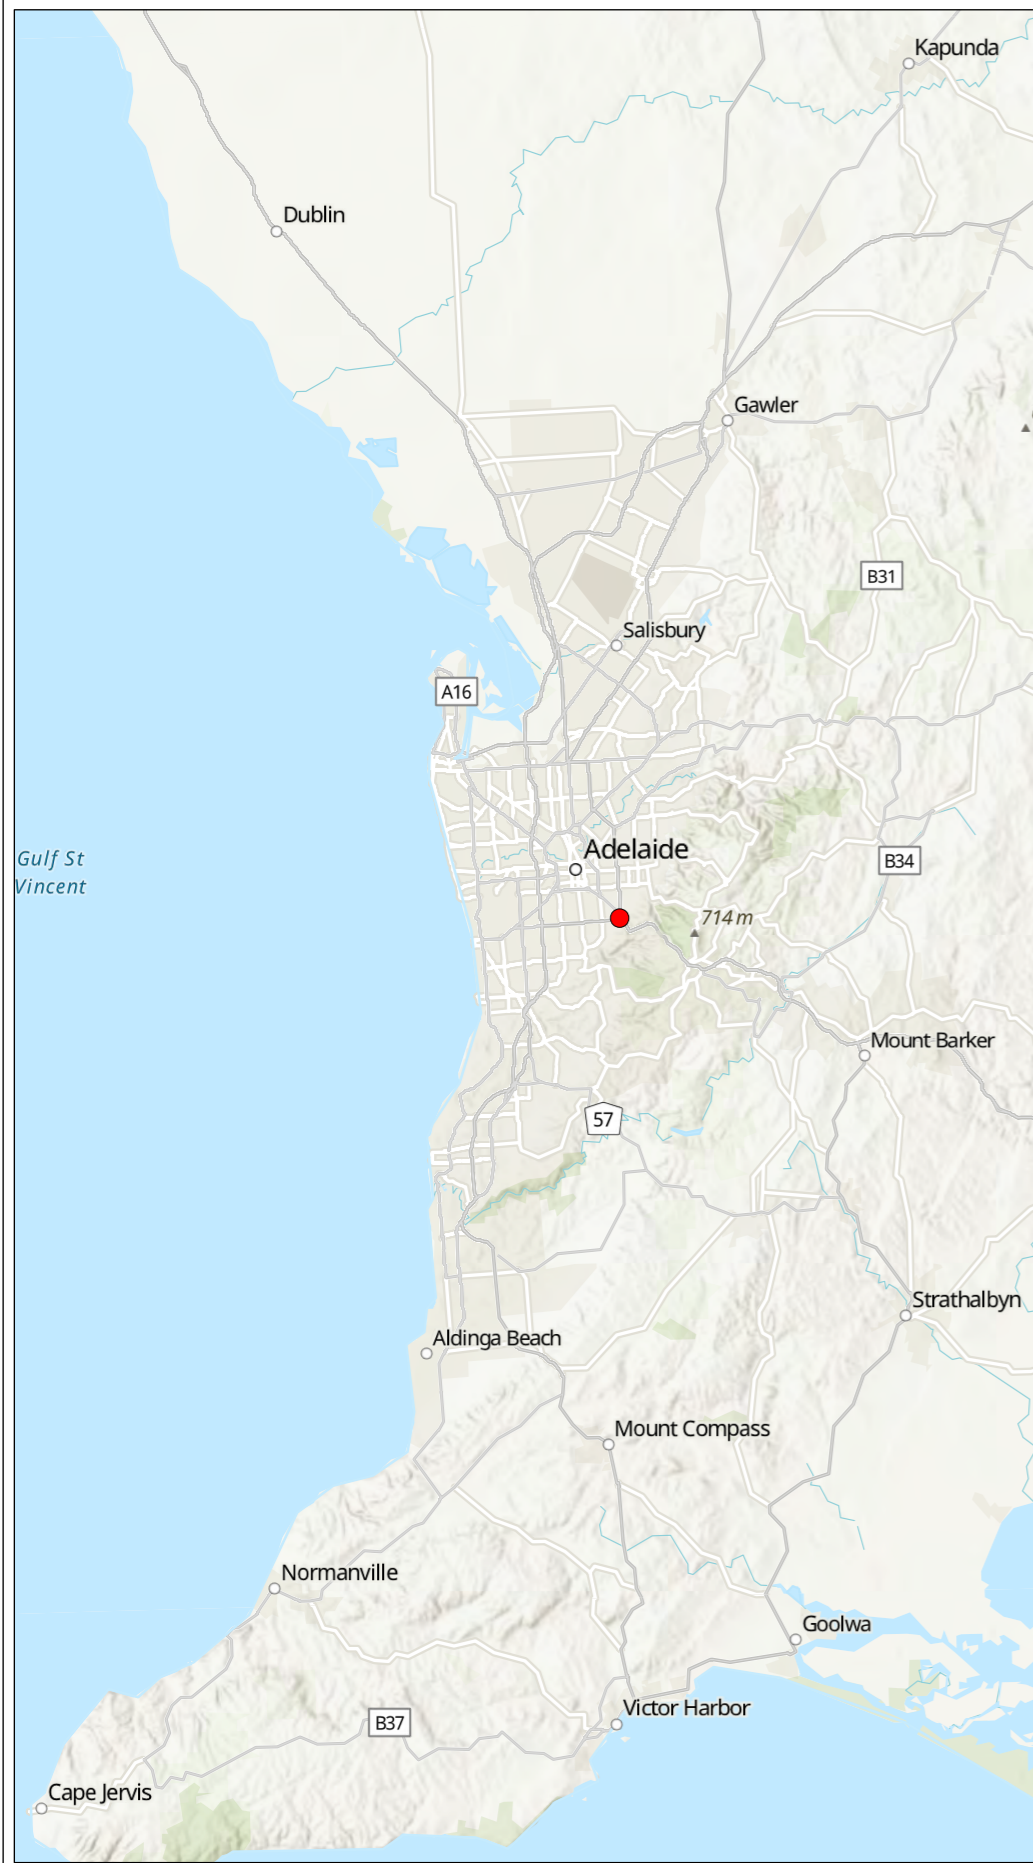 Kapunda
Dublin
Gawler
B31
Salisbury
A16
Adelaide
Gulf St
Vincent
B34
714 m
Mount Barker
57
Strathalbyn
Aldinga Beach
Mount Compass
Normanville
Goolwa
Victor Harbor
B37
Cape Jervis